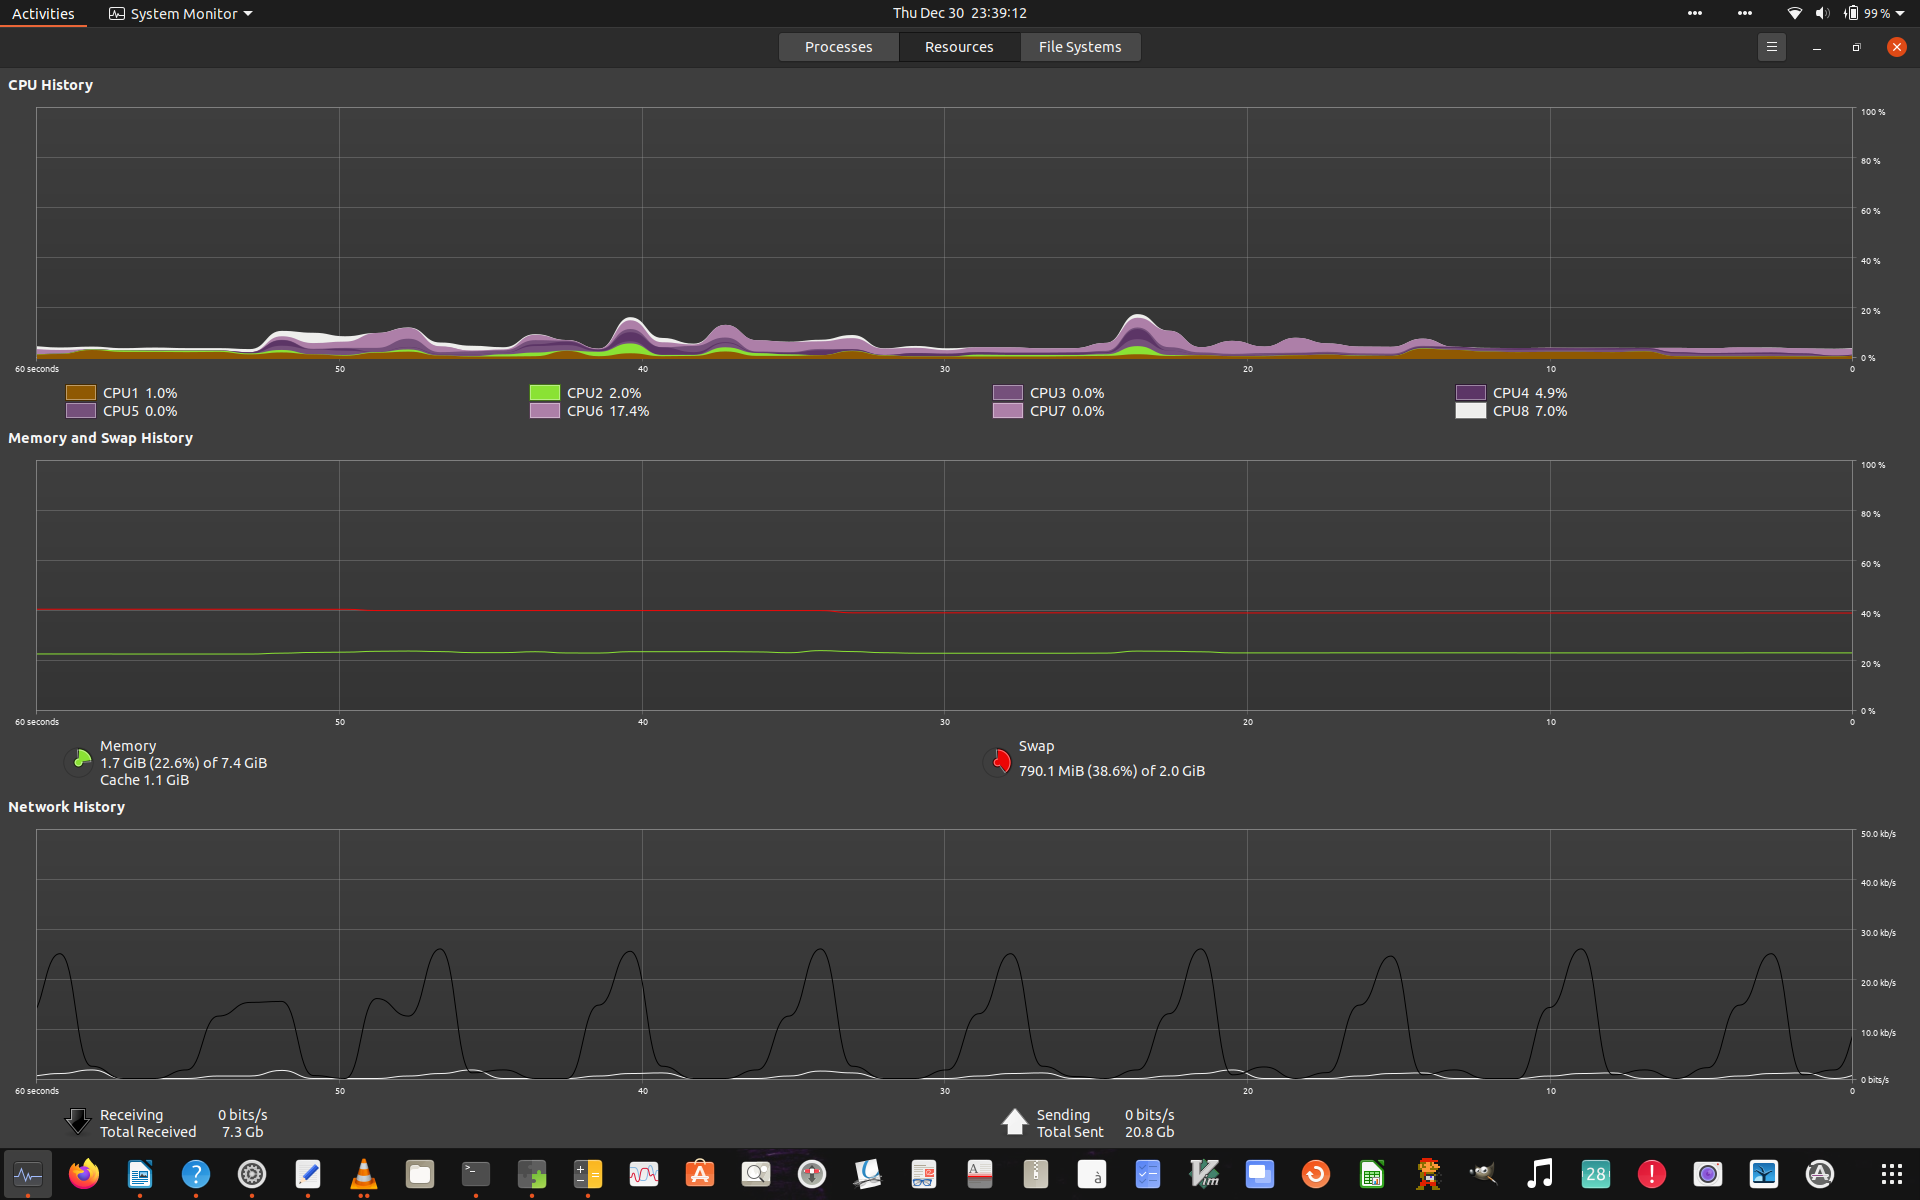 Activities System Monitor Thu Dec 30 23:39:12 99 %
Processes Resources File Systems
CPU History
100 %
80 %
60 %
40 %
20 %
0 %
60 seconds 50 40 30 20 10 0
CPU1 1.0% CPU2 2.0% CPU3 0.0% CPU4 4.9%
CPU5 0.0% CPU6 17.4% CPU7 0.0% CPU8 7.0%
Memory and Swap History
100 %
80 %
60 %
40 %
20 %
0 %
60 seconds 50 40 30 20 10 0
Memory
1.7 GiB (22.6%) of 7.4 GiB
Cache 1.1 GiB
Swap
790.1 MiB (38.6%) of 2.0 GiB
Network History
50.0 kb/s
40.0 kb/s
30.0 kb/s
20.0 kb/s
10.0 kb/s
0 bits/s
60 seconds 50 40 30 20 10 0
Receiving 0 bits/s
Total Received 7.3 Gb
Sending 0 bits/s
Total Sent 20.8 Gb
? >_ A A à Vim 28 !